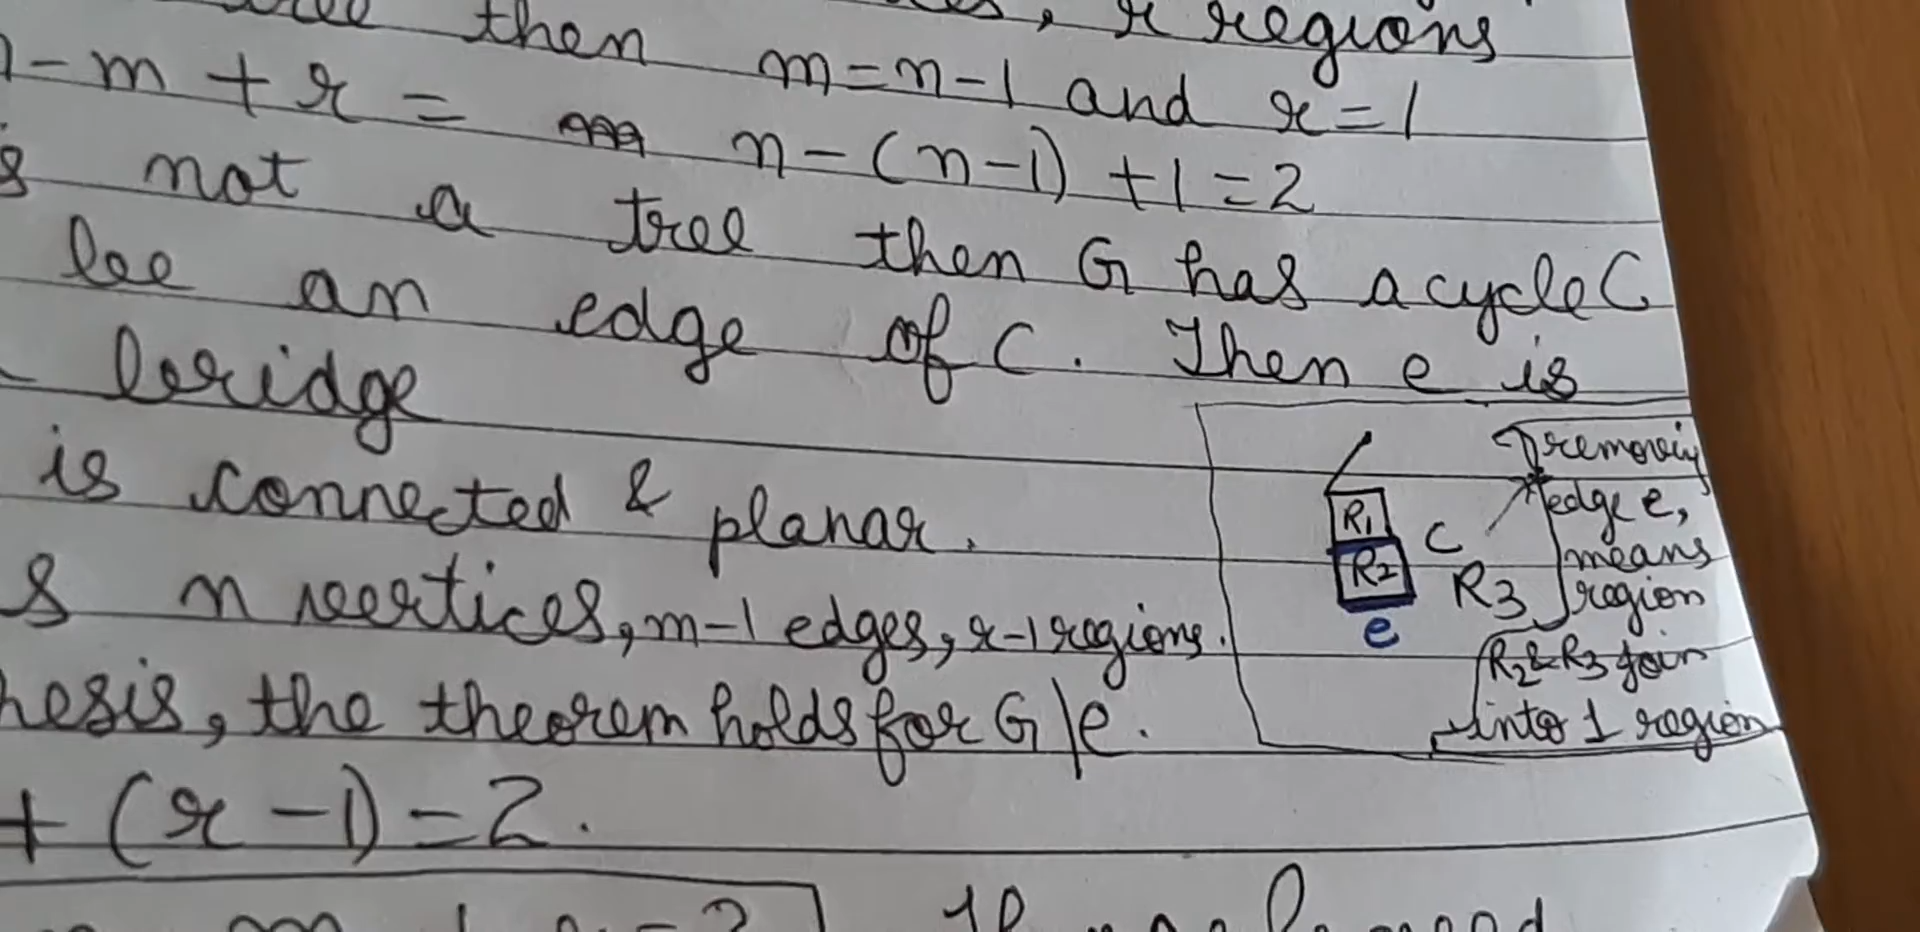 then
, r regions
m=n-1 and r=1
-m+r= n-(n-1)+1=2
not a tree then G has a cycle C
be an edge of C. Then e is
bridge
is connected & planar.
s n vertices, m-1 edges, r-1 regions.
hesis, the theorem holds for G\e.
+(r-1)=2.
removing
edge e,
means
region
R2 & R3 join
into 1 region
R1
C
R2
R3
e